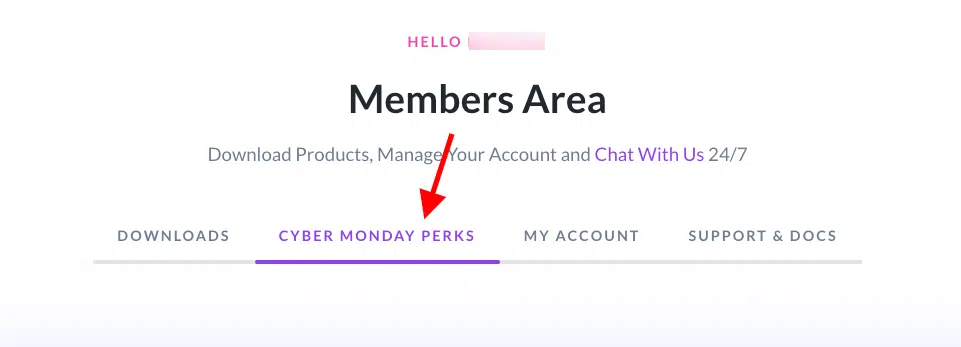 HELLO
Members Area
Download Products, Manage Your Account and Chat With Us 24/7
DOWNLOADS CYBER MONDAY PERKS MY ACCOUNT SUPPORT & DOCS